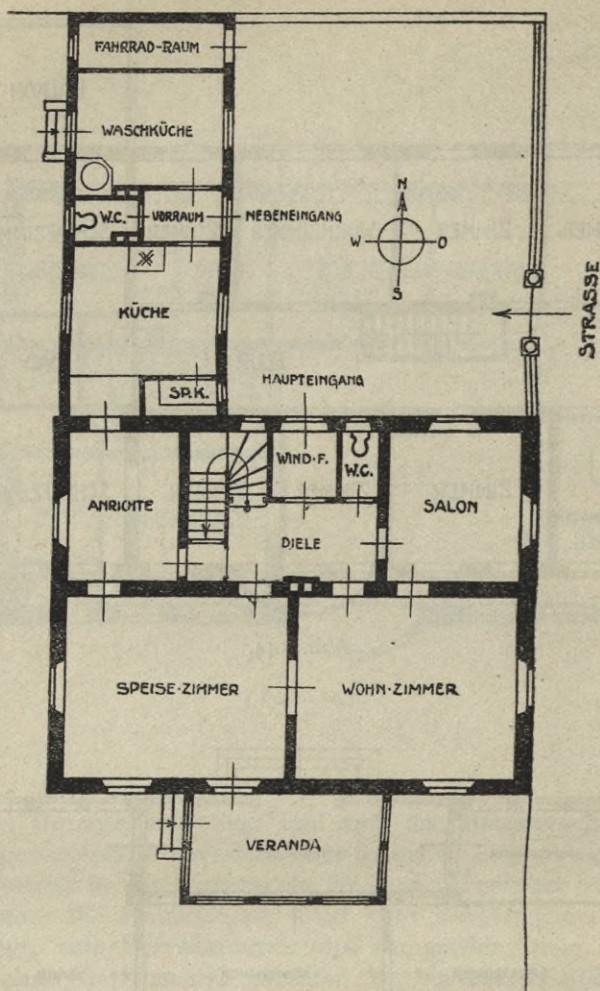 FAHRRAD-RAUM
WASCHKÜCHE
W.C.
VORRAUM
NEBENEINGANG
N
W
O
S
STRASSE
KÜCHE
SP.K.
HAUPTEINGANG
WIND·F.
W.C.
ANRICHTE
SALON
DIELE
SPEISE·ZIMMER
WOHN·ZIMMER
VERANDA